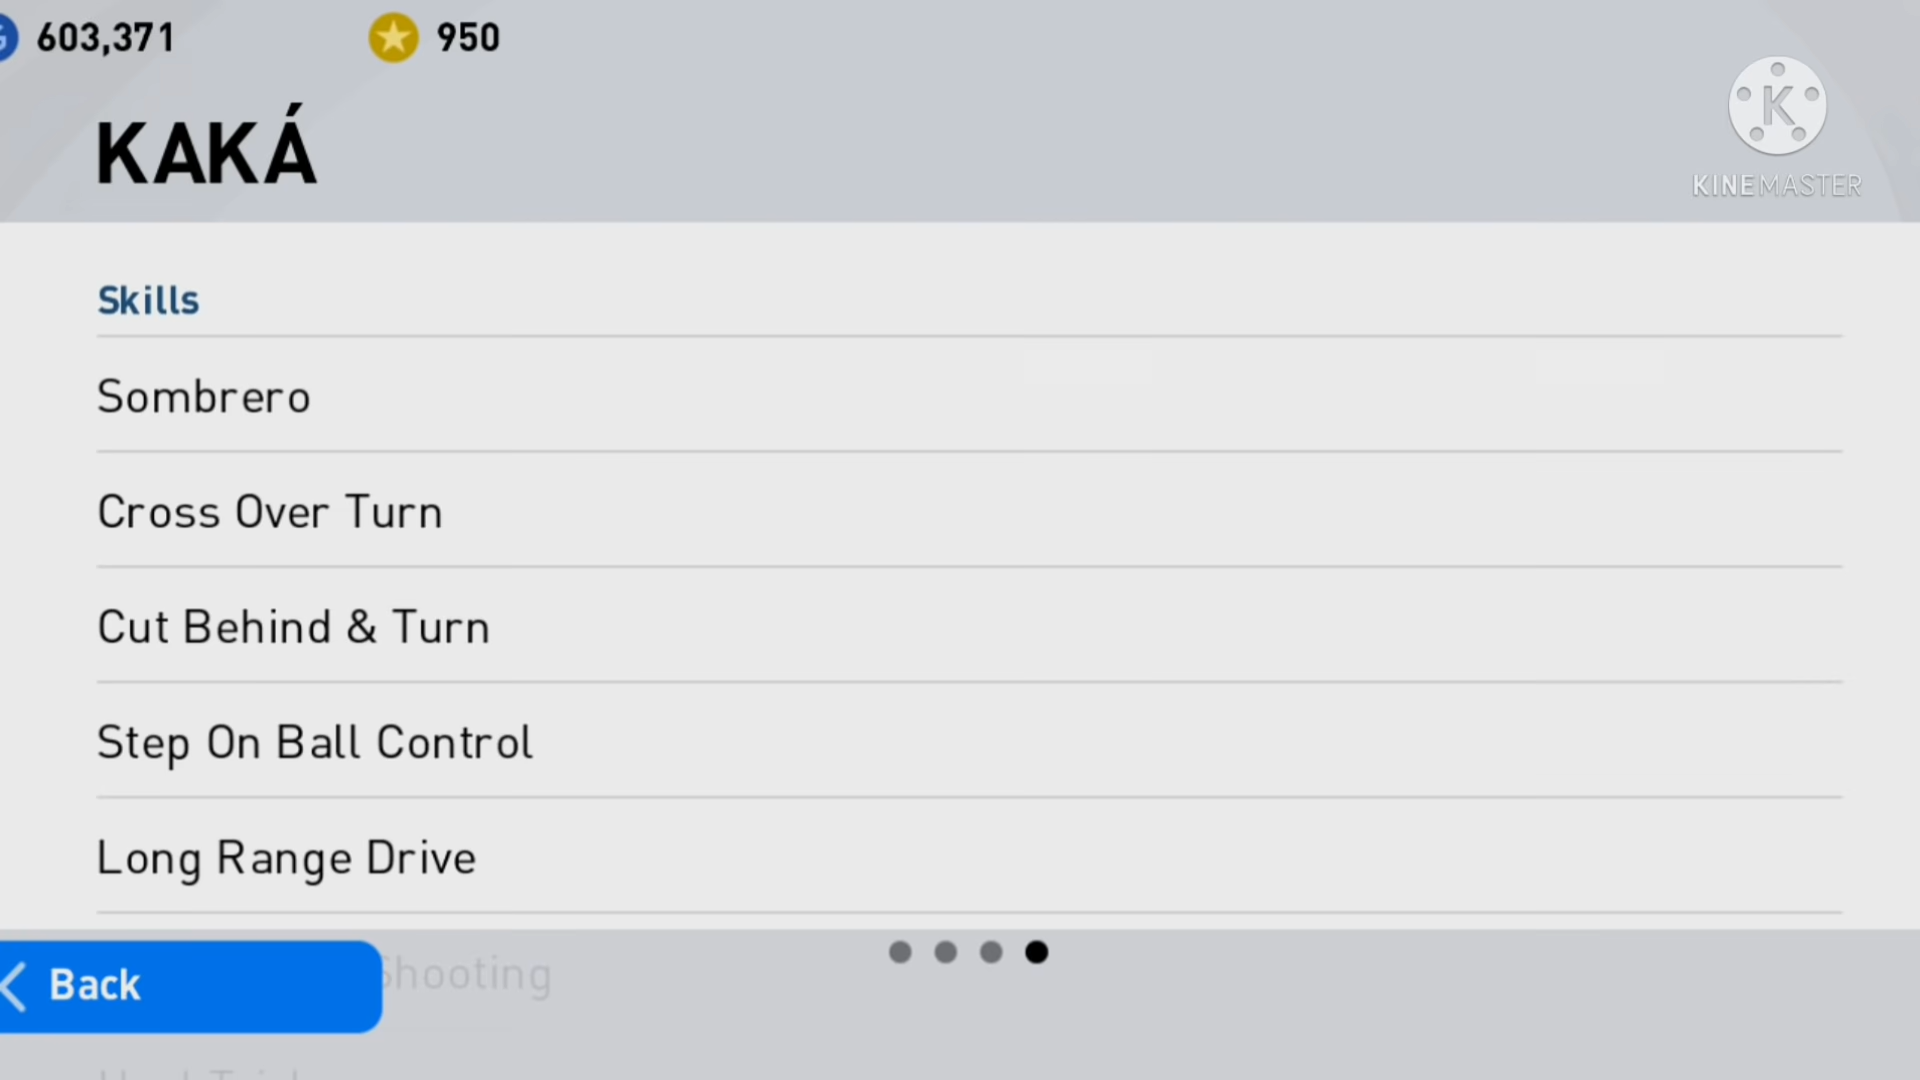 603,371
950
KAKÁ
K
KINEMASTER
Skills
Sombrero
Cross Over Turn
Cut Behind & Turn
Step On Ball Control
Long Range Drive
Shooting
Back